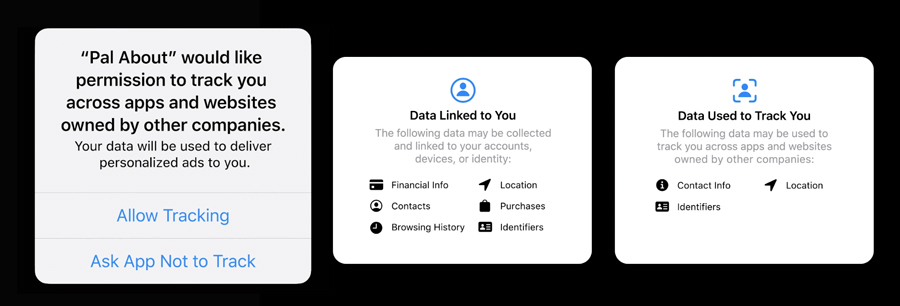 “Pal About” would like
permission to track you
across apps and websites
owned by other companies.
Your data will be used to deliver
personalized ads to you.
Allow Tracking
Ask App Not to Track
Data Linked to You
The following data may be collected
and linked to your accounts,
devices, or identity:
Financial Info
Location
Contacts
Purchases
Browsing History
Identifiers
Data Used to Track You
The following data may be used to
track you across apps and websites
owned by other companies:
Contact Info
Location
Identifiers